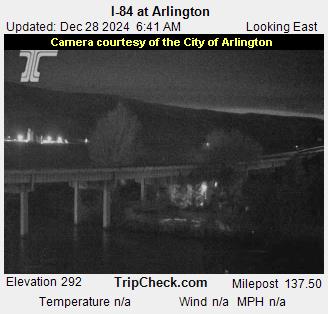 I-84 at Arlington
Updated: Dec 28 2024 6:41 AM Looking East
Camera courtesy of the City of Arlington
Elevation 292 TripCheck.com Milepost 137.50
Temperature n/a Wind n/a MPH n/a